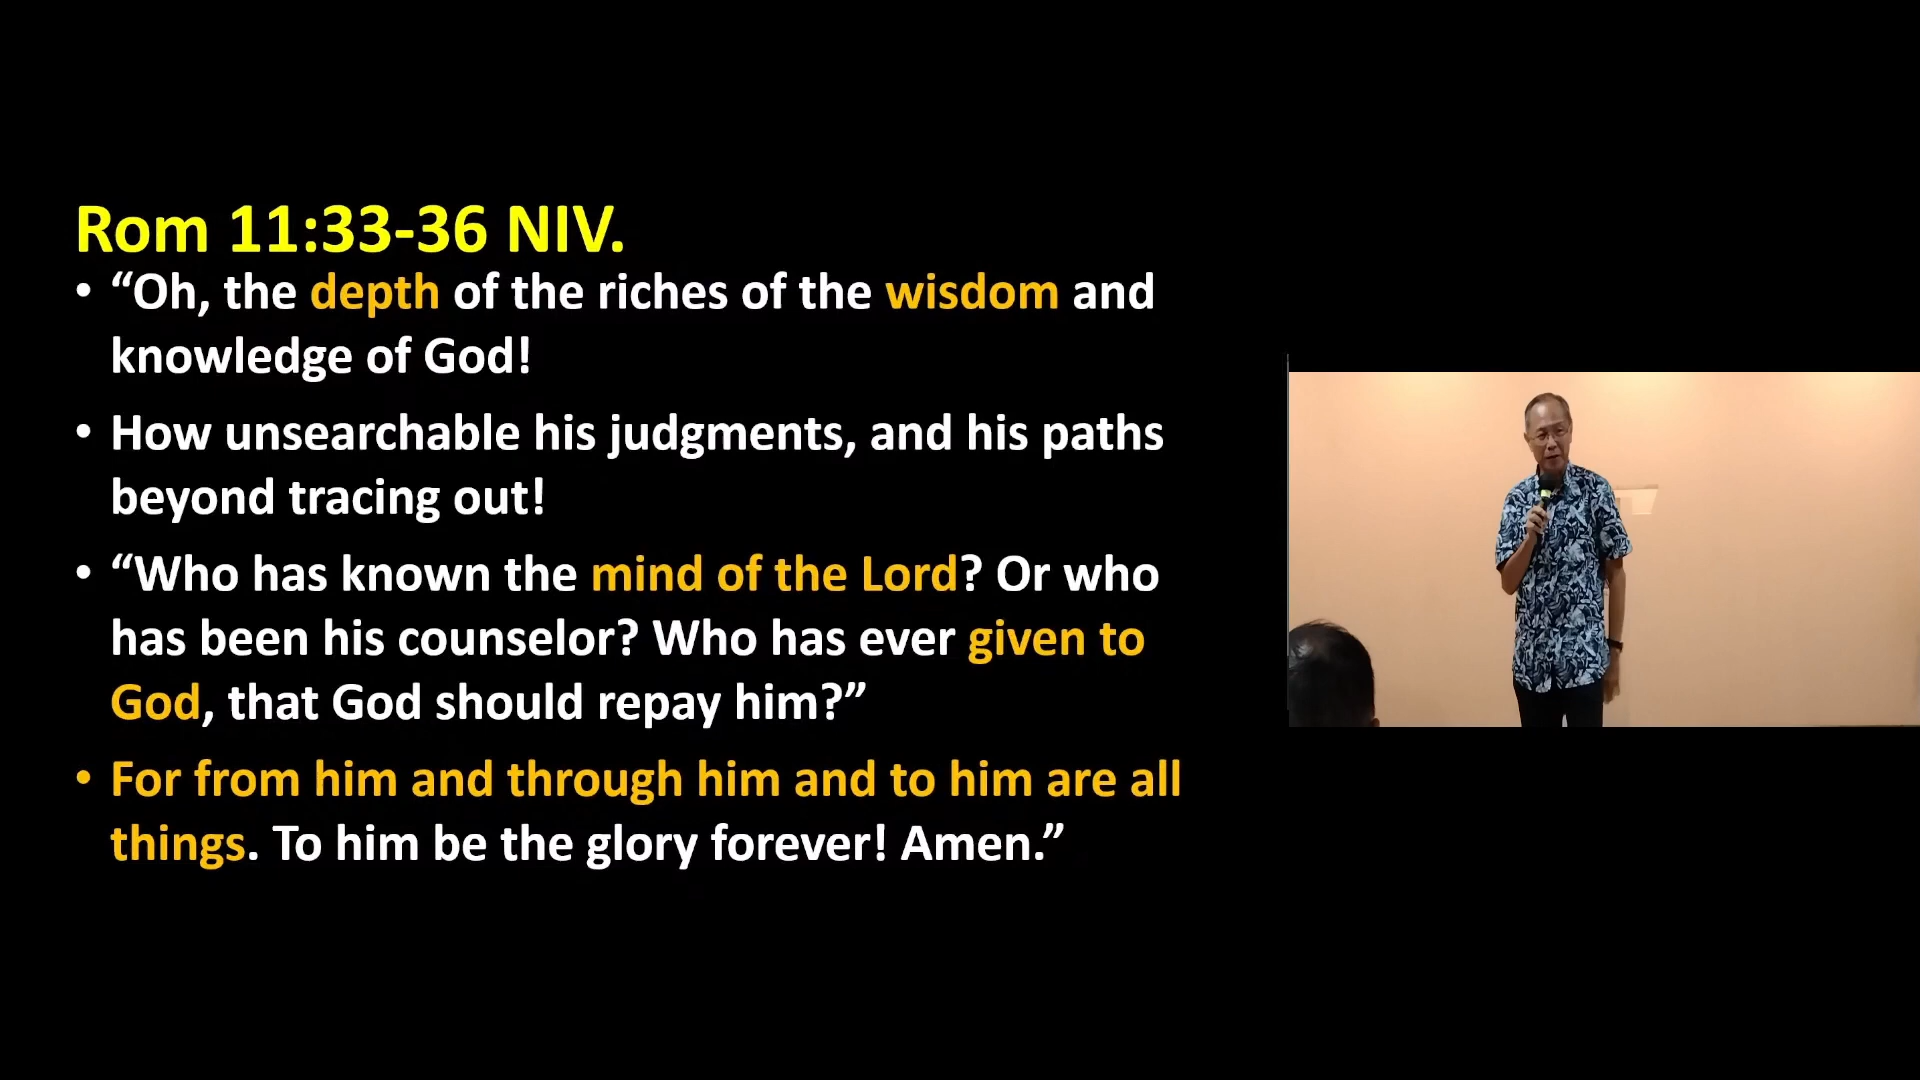 Rom 11:33-36 NIV.
• “Oh, the depth of the riches of the wisdom and
knowledge of God!
• How unsearchable his judgments, and his paths
beyond tracing out!
• “Who has known the mind of the Lord? Or who
has been his counselor? Who has ever given to
God, that God should repay him?”
• For from him and through him and to him are all
things. To him be the glory forever! Amen.”